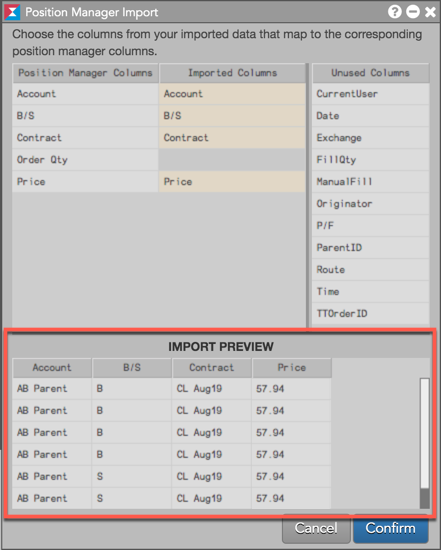 Position Manager Import
Choose the columns from your imported data that map to the corresponding
position manager columns.
Position Manager Columns Imported Columns Unused Columns
Account Account CurrentUser
B/S B/S Date
Contract Contract Exchange
Order Qty FillQty
Price Price ManualFill
Originator
P/F
ParentID
Route
Time
TTOrderID
IMPORT PREVIEW
Account B/S Contract Price
AB Parent B CL Aug19 57.94
AB Parent B CL Aug19 57.94
AB Parent B CL Aug19 57.94
AB Parent B CL Aug19 57.94
AB Parent S CL Aug19 57.94
AB Parent S CL Aug19 57.94
Cancel Confirm